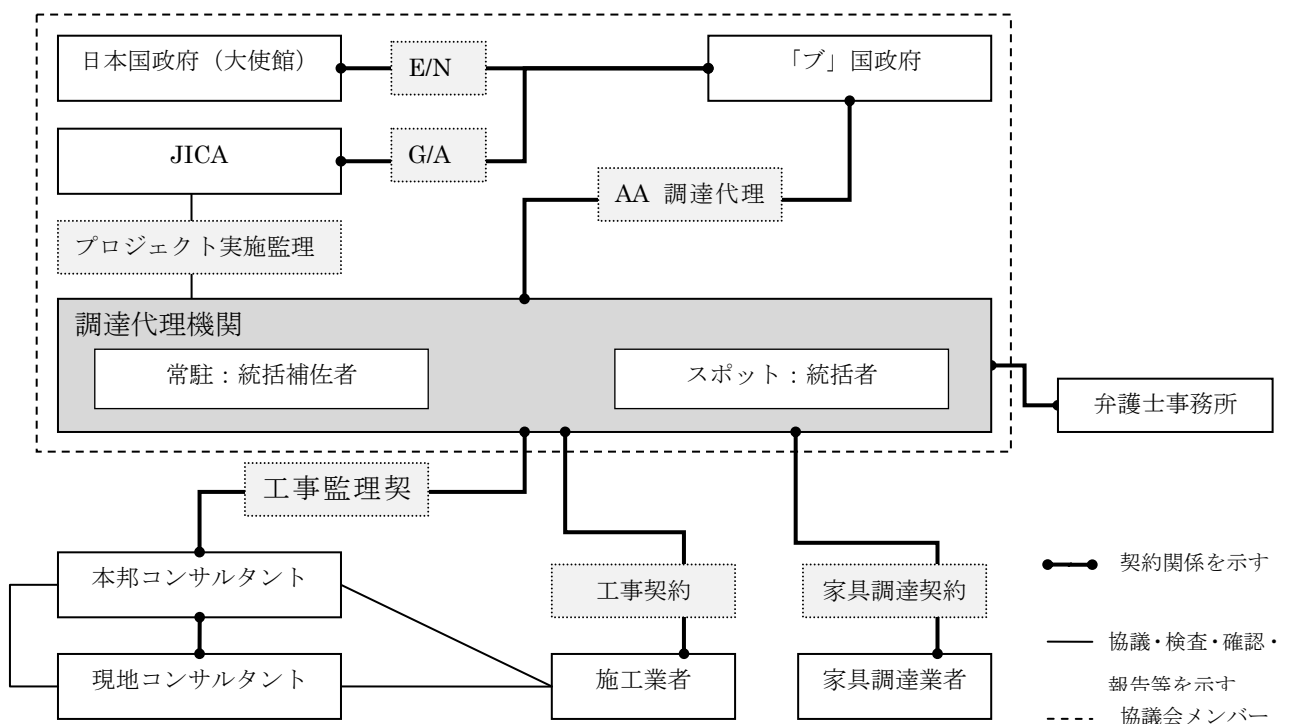 日本国政府（大使館）
E/N
「ブ」国政府
JICA
G/A
AA 調達代理
プロジェクト実施監理
調達代理機関
常駐：統括補佐者
スポット：統括者
弁護士事務所
工事監理契
本邦コンサルタント
工事契約
家具調達契約
契約関係を示す
現地コンサルタント
施工業者
家具調達業者
協議・検査・確認・
報告等を示す
協議会メンバー